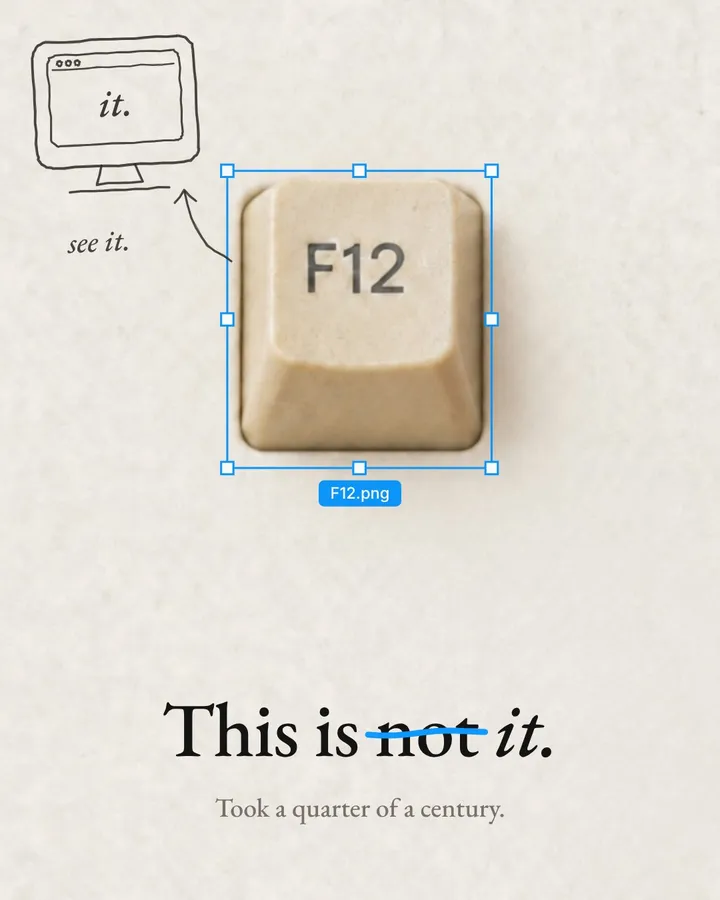 it.
see it.
F12
F12.png
This is not it.
Took a quarter of a century.